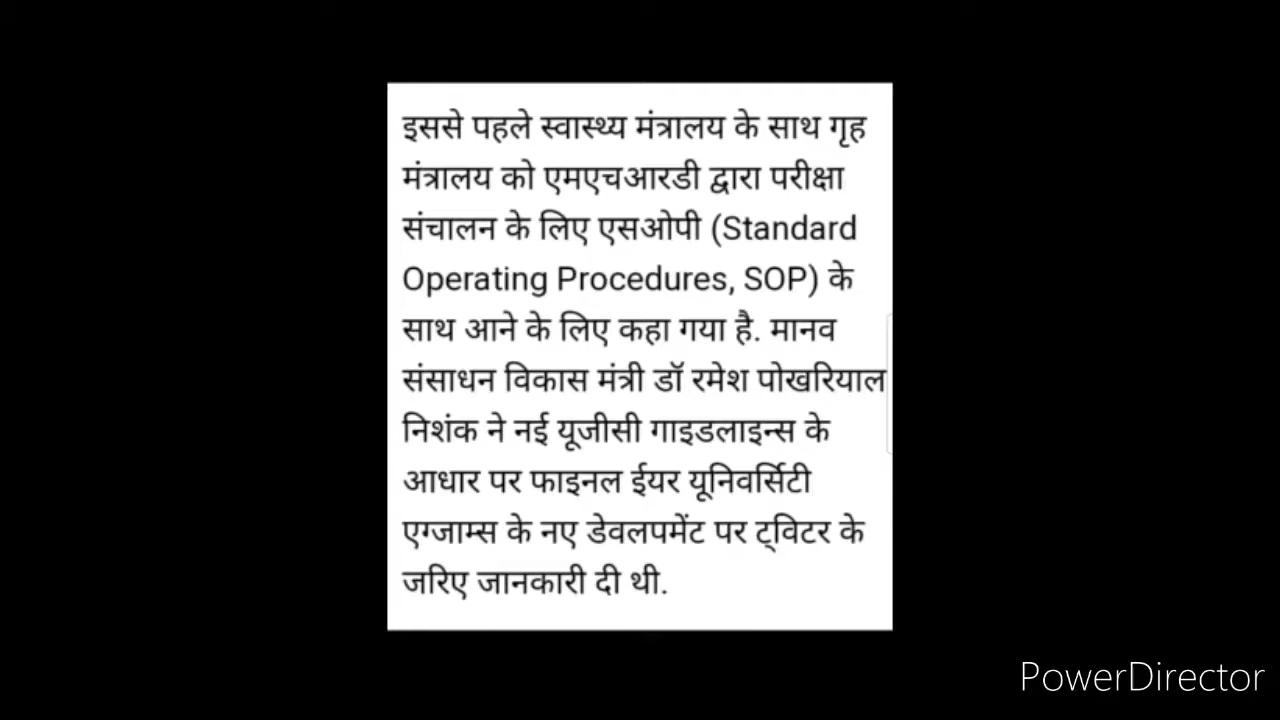 इससे पहले स्वास्थ्य मंत्रालय के साथ गृह
मंत्रालय को एमएचआरडी द्वारा परीक्षा
संचालन के लिए एसओपी (Standard
Operating Procedures, SOP) के
साथ आने के लिए कहा गया है. मानव
संसाधन विकास मंत्री डॉ रमेश पोखरियाल
निशंक ने नई यूजीसी गाइडलाइन्स के
आधार पर फाइनल ईयर यूनिवर्सिटी
एग्जाम्स के नए डेवलपमेंट पर ट्विटर के
जरिए जानकारी दी थी.
PowerDirector